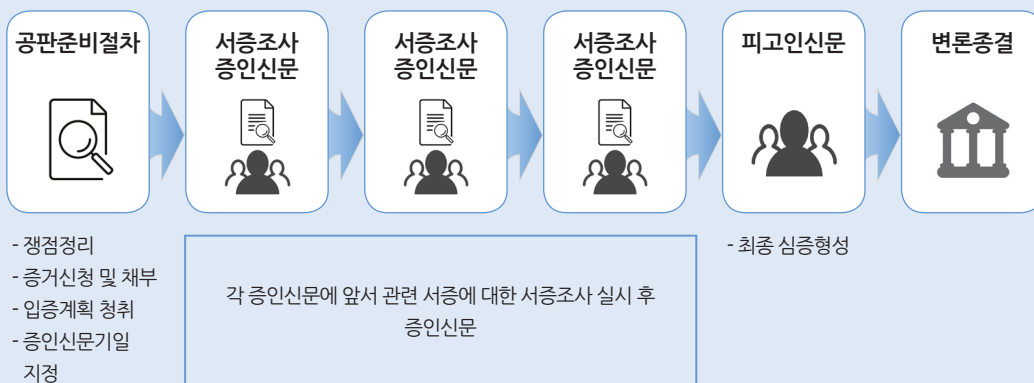 공판준비절차
서증조사
증인신문
서증조사
증인신문
서증조사
증인신문
피고인신문
변론종결
- 쟁점정리
- 증거신청 및 채부
- 입증계획 청취
- 증인신문기일
지정
각 증인신문에 앞서 관련 서증에 대한 서증조사 실시 후
증인신문
- 최종 심증형성